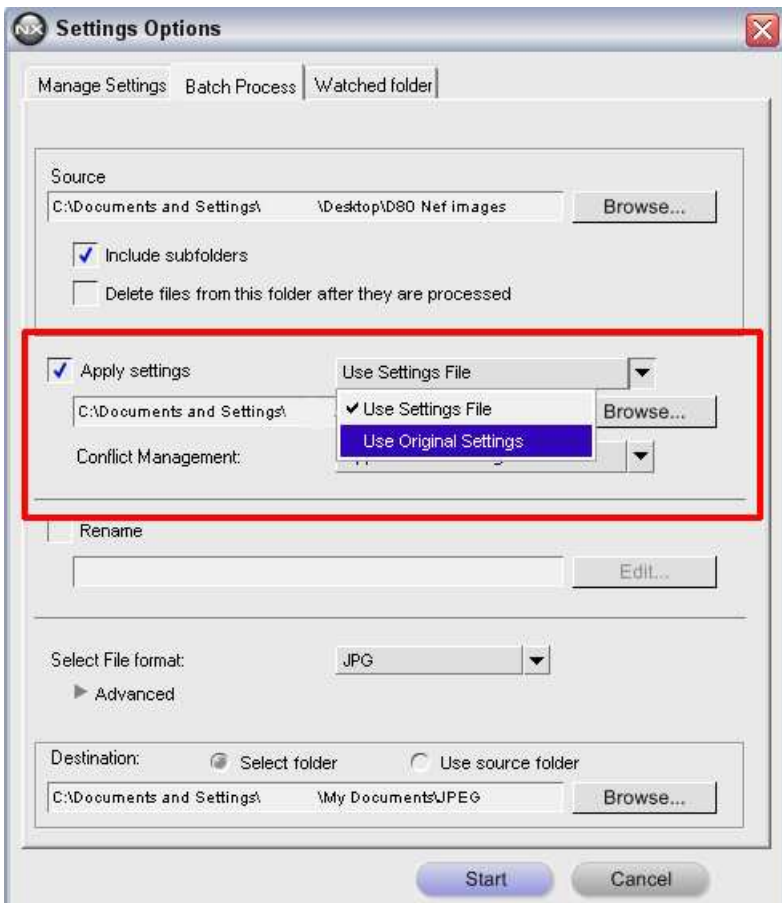 NX Settings Options
Manage Settings Batch Process Watched folder
Source
C:\Documents and Settings\ \Desktop\D80 Nef images Browse...
Include subfolders
Delete files from this folder after they are processed
Apply settings Use Settings File
C:\Documents and Settings\ Use Settings File Browse...
Use Original Settings
Conflict Management:
Rename
Edit...
Select File format: JPG
Advanced
Destination: Select folder Use source folder
C:\Documents and Settings\ \My Documents\JPEG Browse...
Start Cancel